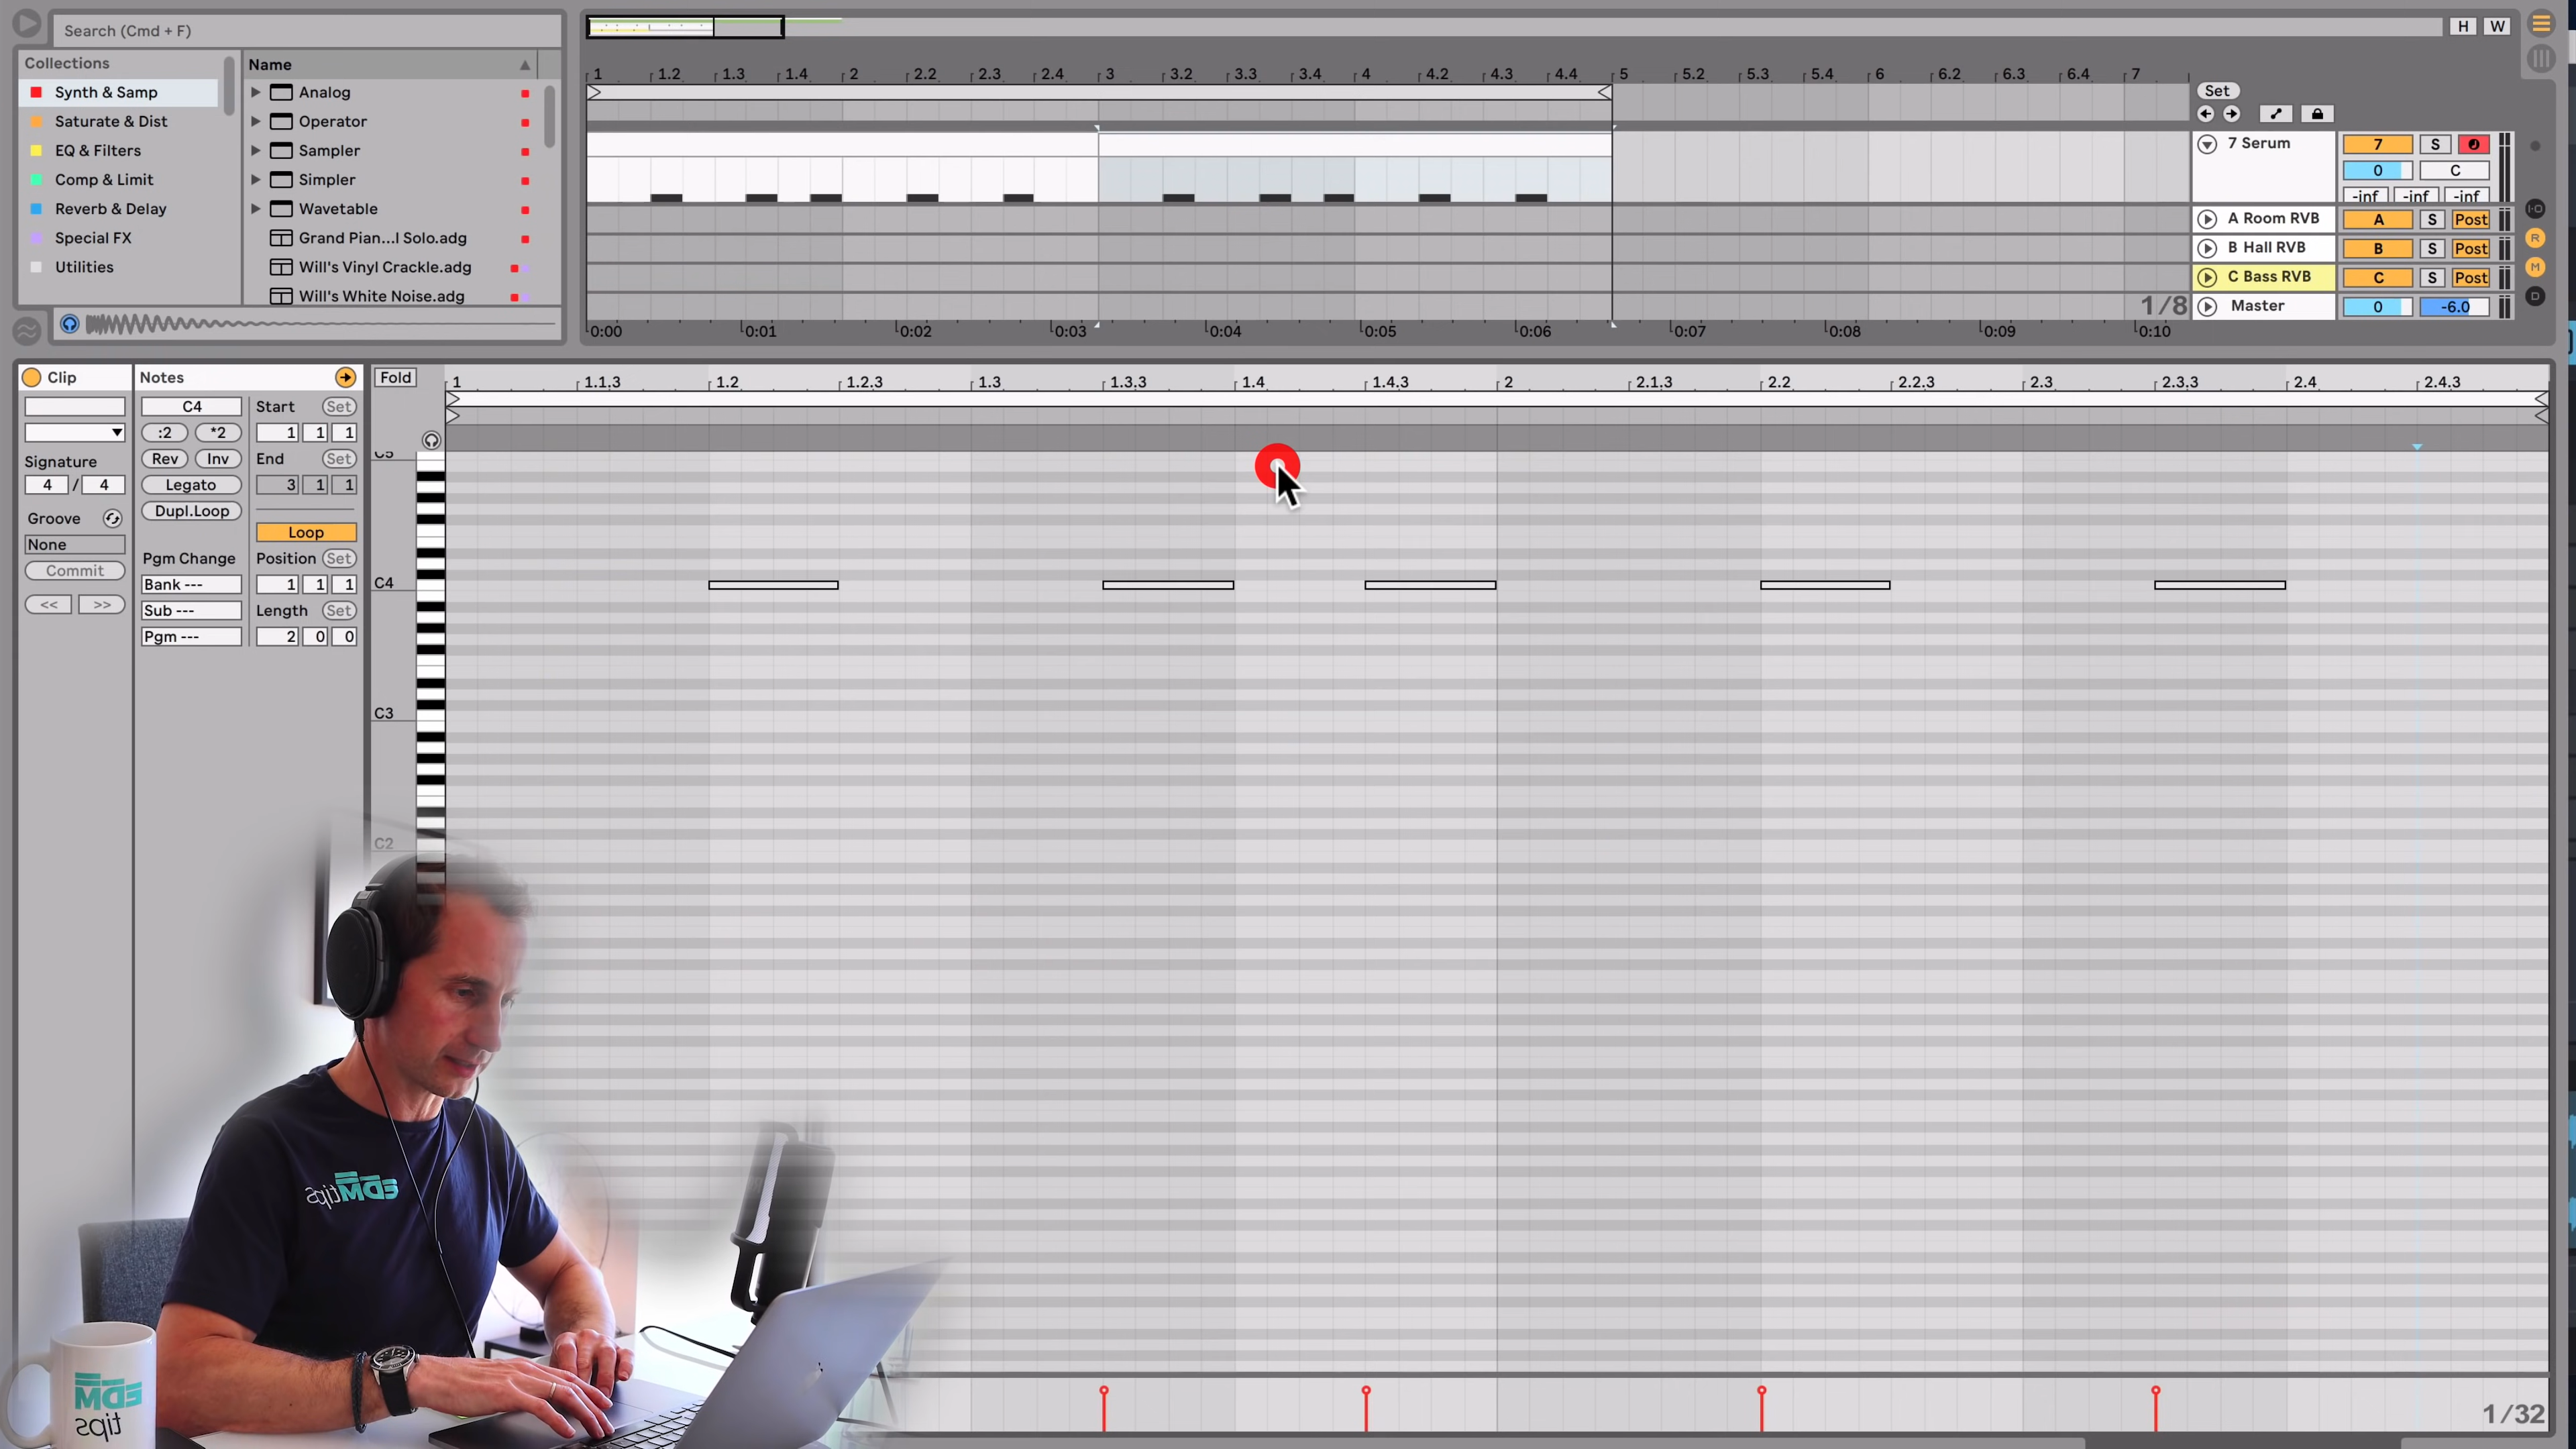 Search (Cmd + F)
H W
Collections
Name
Synth & Samp
Saturate & Dist
EQ & Filters
Comp & Limit
Reverb & Delay
Special FX
Utilities
Analog
Operator
Sampler
Simpler
Wavetable
Grand Pian...l Solo.adg
Will's Vinyl Crackle.adg
Will's White Noise.adg
1 1.2 1.3 1.4 2 2.2 2.3 2.4 3 3.2 3.3 3.4 4 4.2 4.3 4.4 5 5.2 5.3 5.4 6 6.2 6.3 6.4 7
Set
7 Serum 7 S
0 C
-inf -inf -inf
A Room RVB A S Post
B Hall RVB B S Post
C Bass RVB C S Post
1/8 Master 0 -6.0
0:00 0:01 0:02 0:03 0:04 0:05 0:06 0:07 0:08 0:09 0:10
R
M
D
Clip
Signature
4 / 4
Groove
None
Commit
<< >>
Notes
C4
:2 *2
Rev Inv
Legato
Dupl.Loop
Pgm Change
Bank ---
Sub ---
Pgm ---
Start Set
1 1 1
End Set
3 1 1
Loop
Position Set
1 1 1
Length Set
2 0 0
Fold
1 1.1.3 1.2 1.2.3 1.3 1.3.3 1.4 1.4.3 2 2.1.3 2.2 2.2.3 2.3 2.3.3 2.4 2.4.3
C5
C4
C3
C2
EDMtips
EDM
tips
1/32